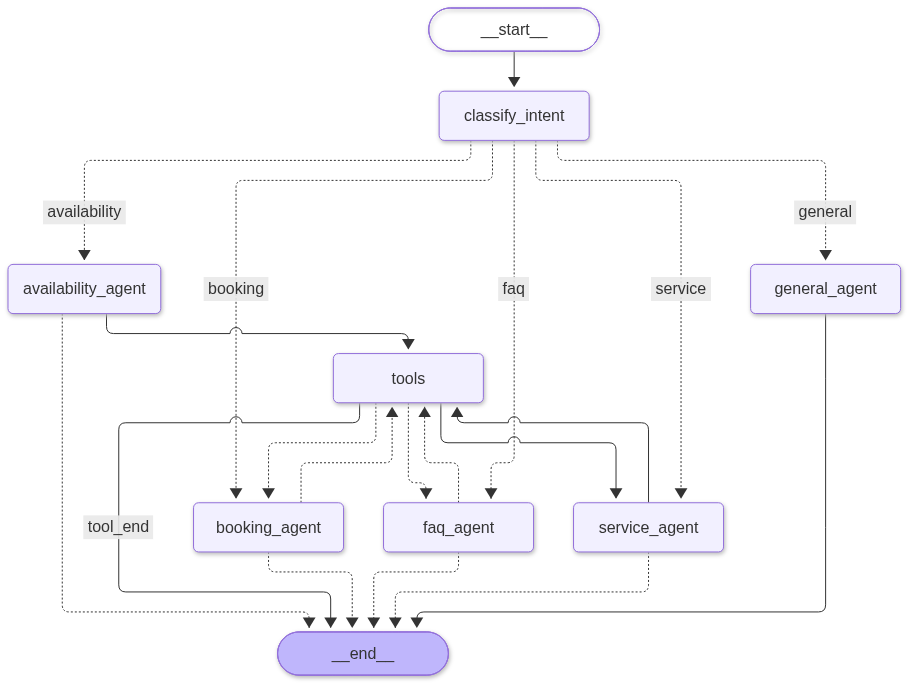 __start__
classify_intent
availability
general
availability_agent
booking
faq
service
general_agent
tools
tool_end
booking_agent
faq_agent
service_agent
__end__